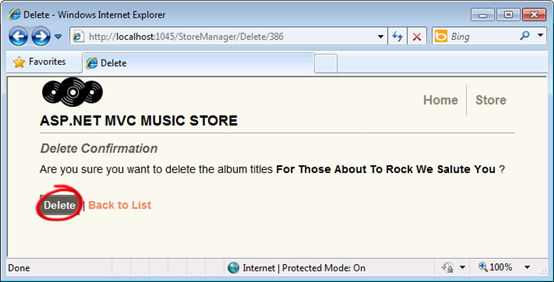 Delete - Windows Internet Explorer
http://localhost:1045/StoreManager/Delete/386
Bing
Favorites
Delete
Home
Store
ASP.NET MVC MUSIC STORE
Delete Confirmation
Are you sure you want to delete the album titles For Those About To Rock We Salute You ?
Delete | Back to List
Done
Internet | Protected Mode: On
100%